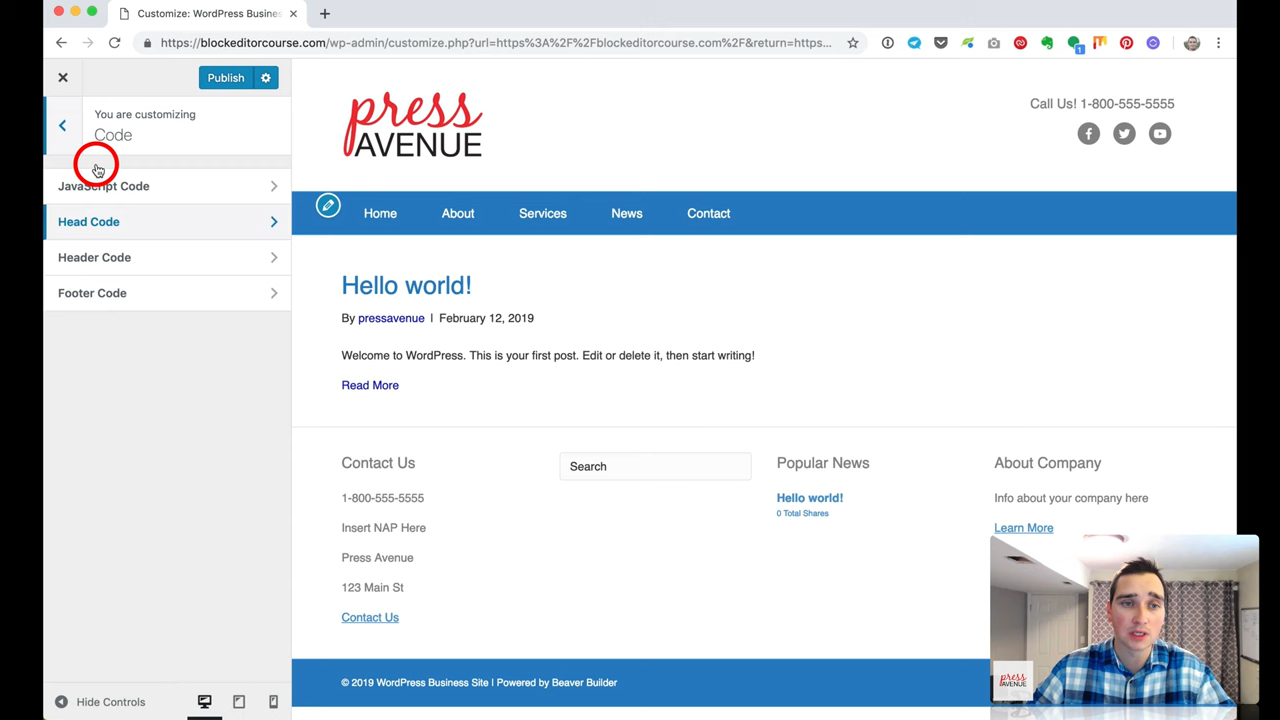 Customize: WordPress Busines
https://blockeditorcourse.com/wp-admin/customize.php?url=https%3A%2F%2Fblockeditorcourse.com%2F&return=https...
1
Publish
You are customizing
Code
JavaScript Code
Head Code
Header Code
Footer Code
Hide Controls
press
AVENUE
Call Us! 1-800-555-5555
Home
About
Services
News
Contact
Hello world!
By pressavenue | February 12, 2019
Welcome to WordPress. This is your first post. Edit or delete it, then start writing!
Read More
Contact Us
1-800-555-5555
Insert NAP Here
Press Avenue
123 Main St
Contact Us
Search
Popular News
Hello world!
0 Total Shares
About Company
Info about your company here
Learn More
© 2019 WordPress Business Site | Powered by Beaver Builder
press
AVENUE